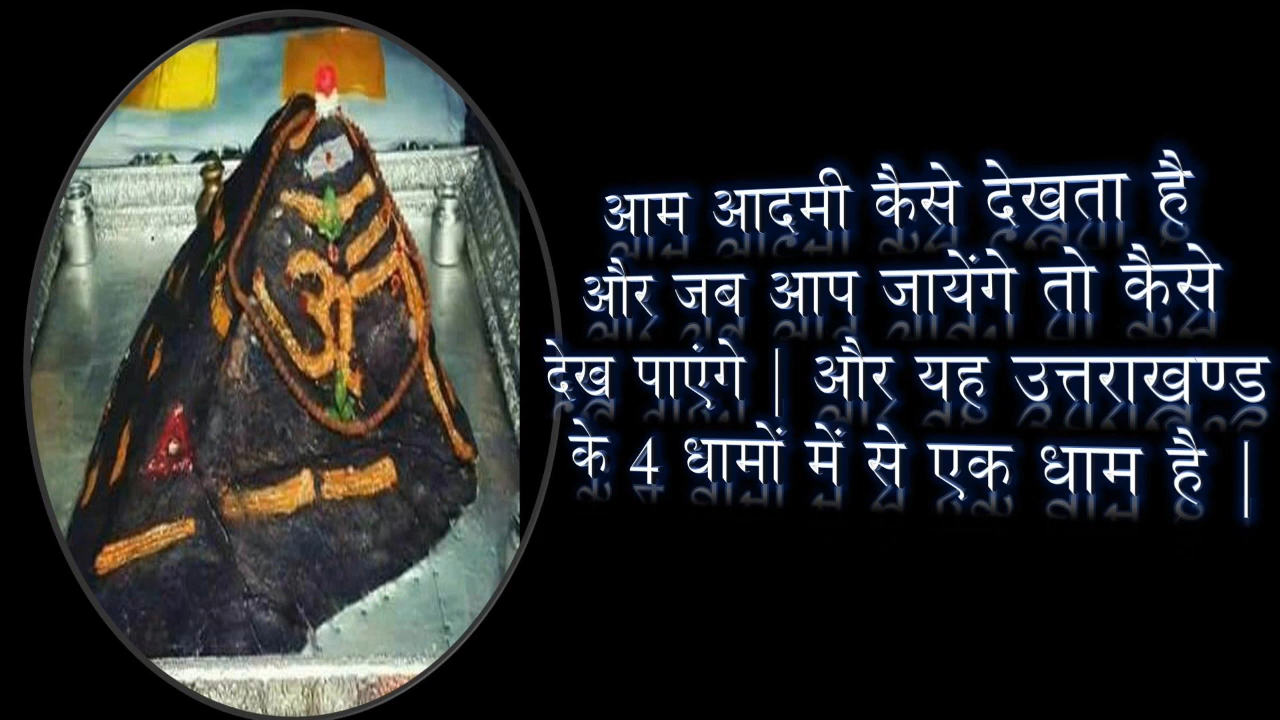 आम आदमी कैसे देखता है
और जब आप जायेंगे तो कैसे
देख पाएंगे | और यह उत्तराखण्ड
के 4 धामों में से एक धाम है |
ॐ